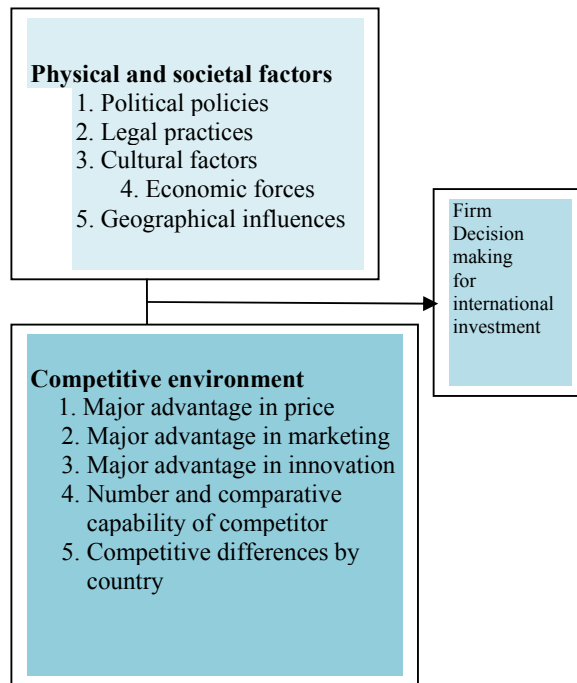 Physical and societal factors
1. Political policies
2. Legal practices
3. Cultural factors
4. Economic forces
5. Geographical influences
Firm
Decision
making
for
international
investment
Competitive environment
1. Major advantage in price
2. Major advantage in marketing
3. Major advantage in innovation
4. Number and comparative
capability of competitor
5. Competitive differences by
country